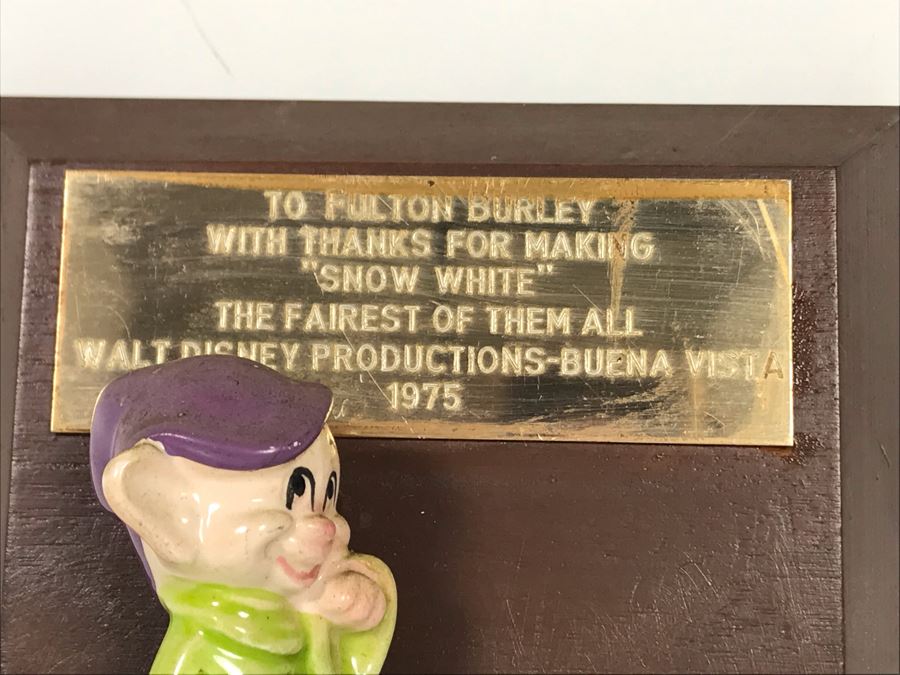 TO FULTON BURLEY
WITH THANKS FOR MAKING
"SNOW WHITE"
THE FAIREST OF THEM ALL
WALT DISNEY PRODUCTIONS-BUENA VISTA
1975